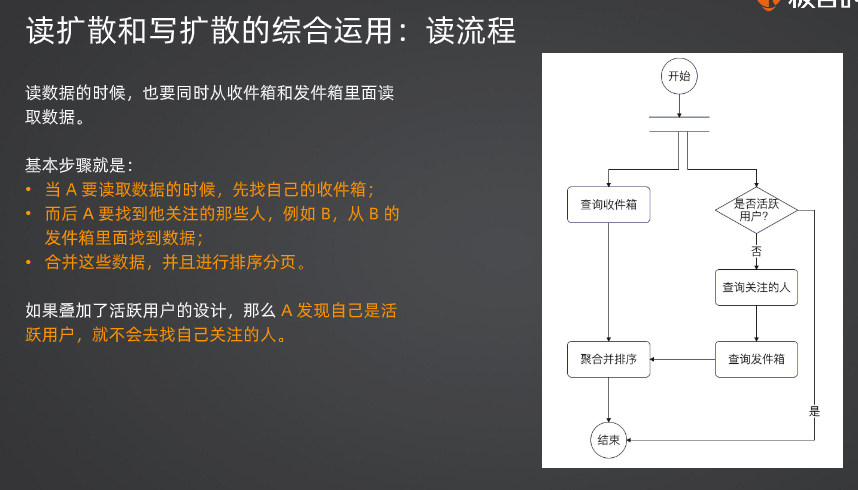 读扩散和写扩散的综合运用：读流程
读数据的时候，也要同时从收件箱和发件箱里面读
取数据。
基本步骤就是：
• 当 A 要读取数据的时候，先找自己的收件箱；
• 而后 A 要找到他关注的那些人，例如 B，从 B 的
发件箱里面找到数据；
• 合并这些数据，并且进行排序分页。
如果叠加了活跃用户的设计，那么 A 发现自己是活
跃用户，就不会去找自己关注的人。
开始
查询收件箱
是否活跃
用户？
否
查询关注的人
聚合并排序
查询发件箱
是
结束